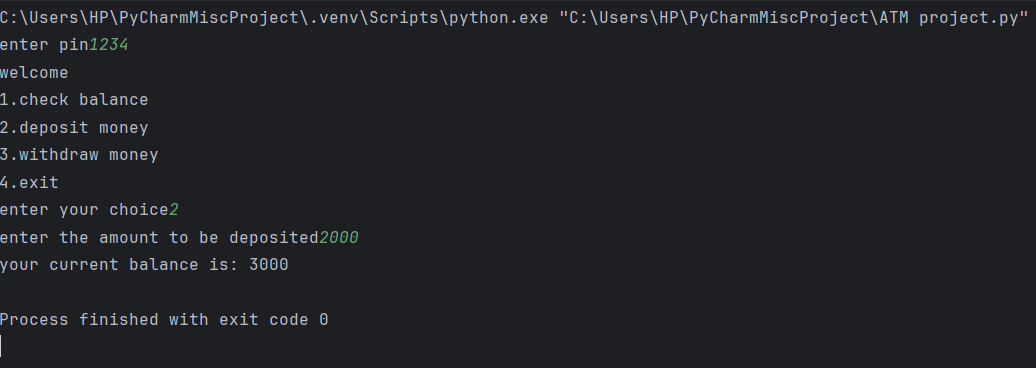 C:\Users\HP\PyCharmMiscProject\.venv\Scripts\python.exe "C:\Users\HP\PyCharmMiscProject\ATM project.py"
enter pin1234
welcome
1.check balance
2.deposit money
3.withdraw money
4.exit
enter your choice2
enter the amount to be deposited2000
your current balance is: 3000
Process finished with exit code 0